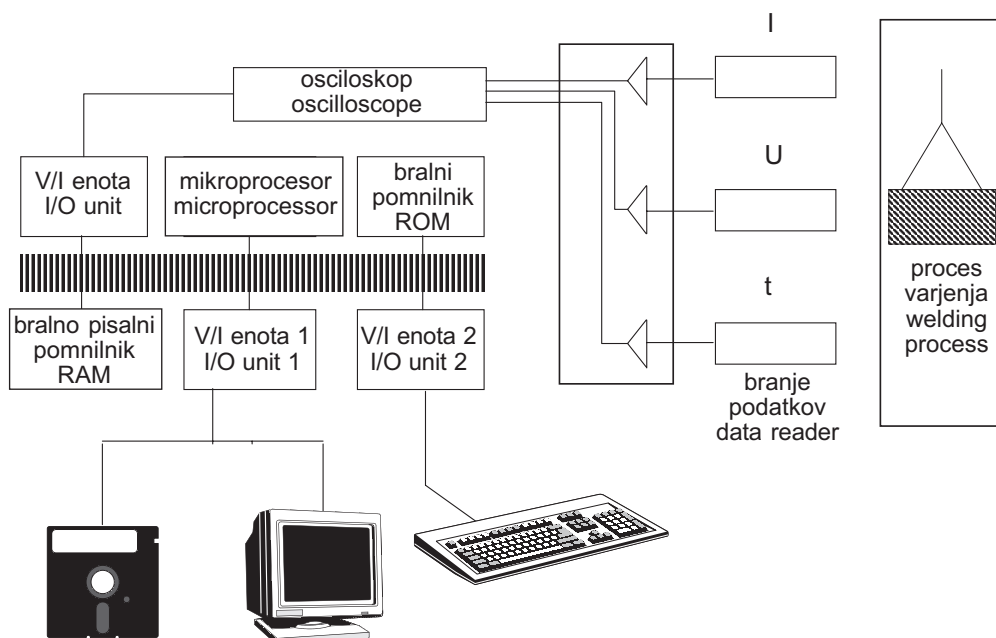 I
osciloskop
oscilloscope
U
V/I enota
I/O unit
mikroprocesor
microprocessor
bralni
pomnilnik
ROM
t
proces
varjenja
welding
process
bralno pisalni
pomnilnik
RAM
V/I enota 1
I/O unit 1
V/I enota 2
I/O unit 2
branje
podatkov
data reader